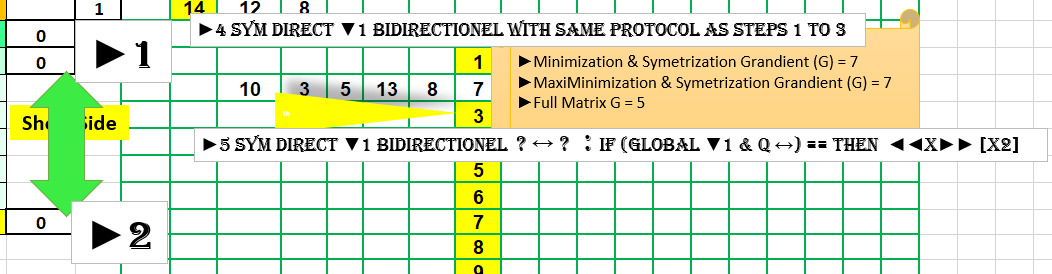 1 14 12 8
►4 SYM DIRECT ▼1 BIDIRECTIONEL WITH SAME PROTOCOL AS STEPS 1 TO 3
0
►1
0
1
►Minimization & Symetrization Grandient (G) = 7
►MaxiMinimization & Symetrization Grandient (G) = 7
►Full Matrix G = 5
10 3 5 13 8 7
3
Side
►5 SYM DIRECT ▼1 BIDIRECTIONEL ? ↔ ? : IF (GLOBAL ▼1 & Q ↔) == THEN ◄◄X►► [X2]
5
6
0
7
►2
8
9